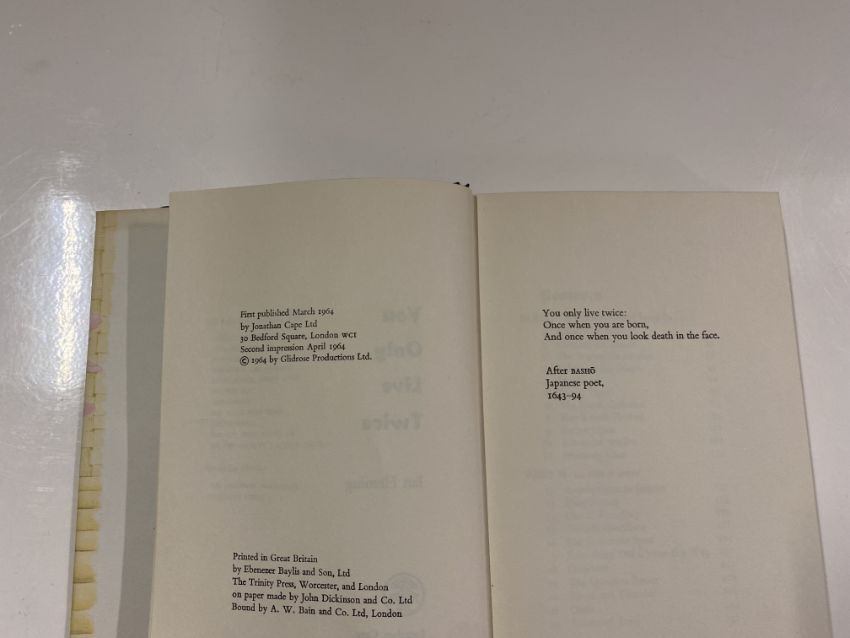 First published March 1964
by Jonathan Cape Ltd
30 Bedford Square, London WC1
Second impression April 1964
© 1964 by Glidrose Productions Ltd.
Printed in Great Britain
by Ebenezer Baylis and Son, Ltd
The Trinity Press, Worcester, and London
on paper made by John Dickinson and Co. Ltd
Bound by A. W. Bain and Co. Ltd, London
You only live twice:
Once when you are born,
And once when you look death in the face.
After BASHŌ
Japanese poet,
1643–94